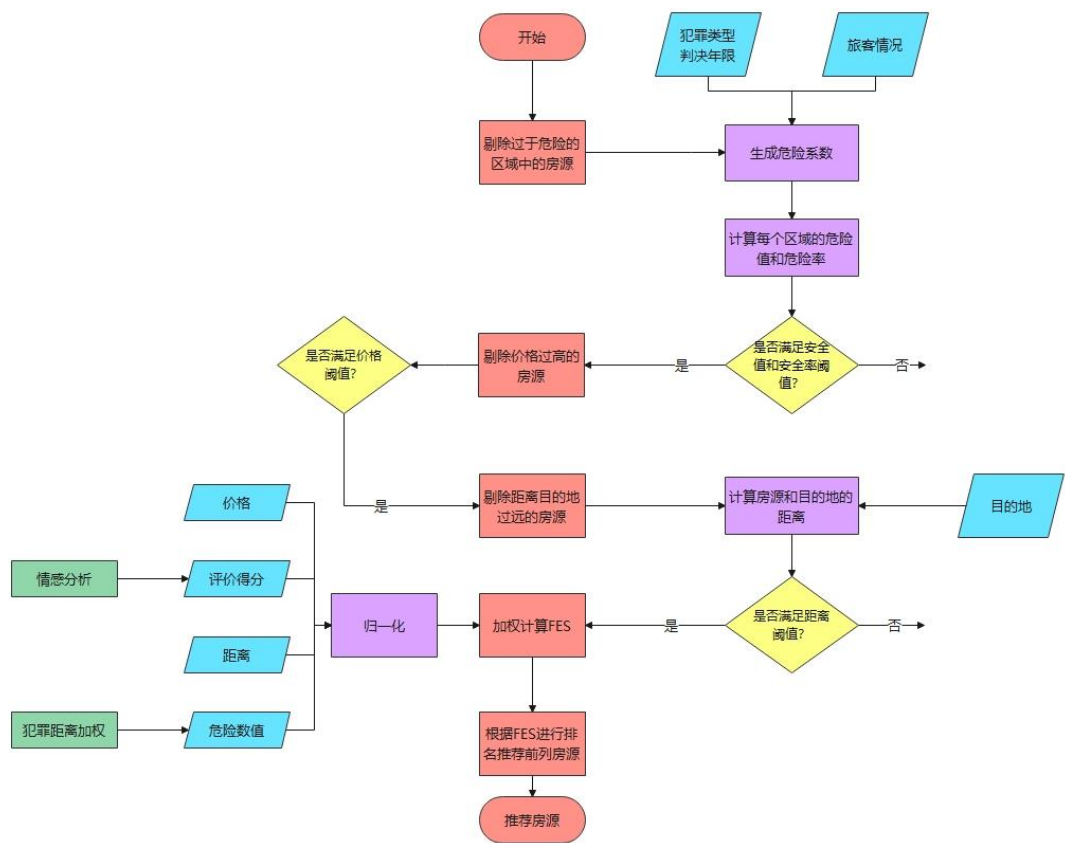 开始
犯罪类型
判决年限
旅客情况
剔除过于危险的
区域中的房源
生成危险系数
计算每个区域的危险
值和危险率
是否满足价格
阈值?
剔除价格过高的
房源
是
是否满足安全
值和安全率阈
值?
否
价格
是
剔除距离目的地
过远的房源
计算房源和目的地的
距离
目的地
情感分析
评价得分
归一化
加权计算FES
是
是否满足距离
阈值?
否
距离
犯罪距离加权
危险数值
根据FES进行排
名推荐前列房源
推荐房源